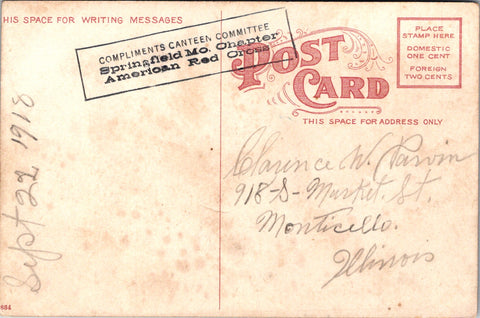 HIS SPACE FOR WRITING MESSAGES
COMPLIMENTS CANTEEN COMMITTEE
Springfield Mo. Chapter
American Red Cross
POST
CARD
THIS SPACE FOR ADDRESS ONLY
PLACE
STAMP HERE
DOMESTIC
ONE CENT
FOREIGN
TWO CENTS
Sept 22 1918
Clarence W. Parvin
918-S- Market. St.
Monticello.
Illinois
884